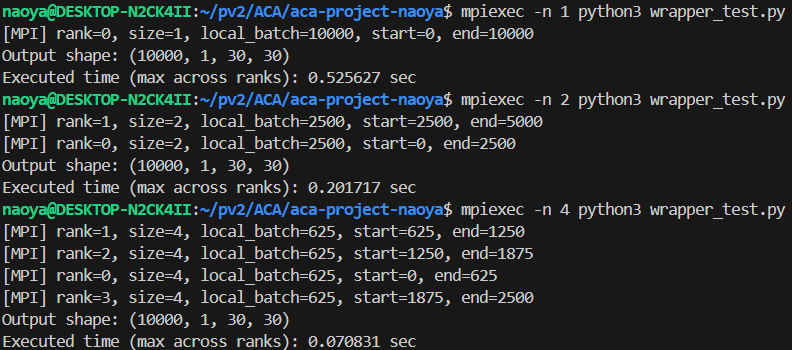 naoya@DESKTOP-N2CK4II:~/pv2/ACA/aca-project-naoya$ mpiexec -n 1 python3 wrapper_test.py
[MPI] rank=0, size=1, local_batch=10000, start=0, end=10000
Output shape: (10000, 1, 30, 30)
Executed time (max across ranks): 0.525627 sec
naoya@DESKTOP-N2CK4II:~/pv2/ACA/aca-project-naoya$ mpiexec -n 2 python3 wrapper_test.py
[MPI] rank=1, size=2, local_batch=2500, start=2500, end=5000
[MPI] rank=0, size=2, local_batch=2500, start=0, end=2500
Output shape: (10000, 1, 30, 30)
Executed time (max across ranks): 0.201717 sec
naoya@DESKTOP-N2CK4II:~/pv2/ACA/aca-project-naoya$ mpiexec -n 4 python3 wrapper_test.py
[MPI] rank=1, size=4, local_batch=625, start=625, end=1250
[MPI] rank=2, size=4, local_batch=625, start=1250, end=1875
[MPI] rank=0, size=4, local_batch=625, start=0, end=625
[MPI] rank=3, size=4, local_batch=625, start=1875, end=2500
Output shape: (10000, 1, 30, 30)
Executed time (max across ranks): 0.070831 sec